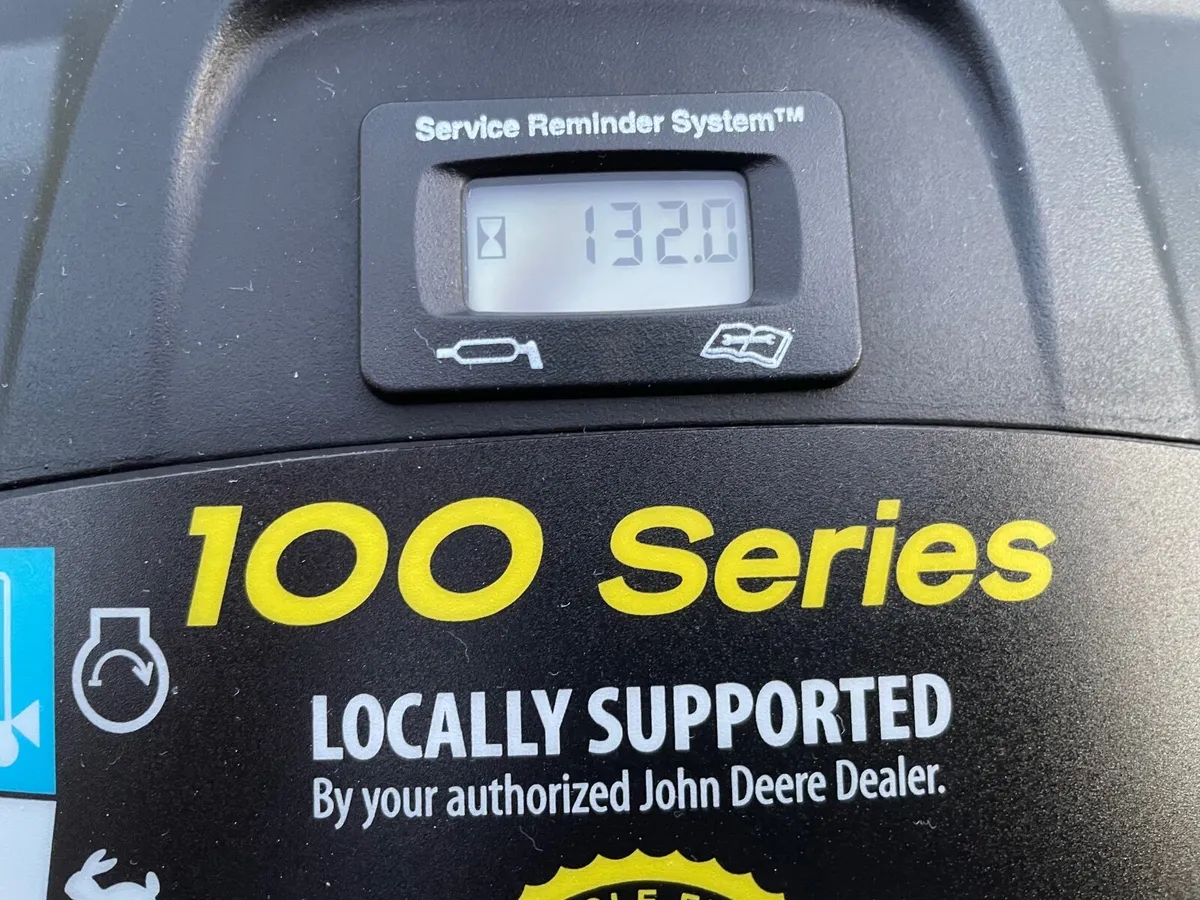 Service Reminder System™
132.0
100 Series
LOCALLY SUPPORTED
By your authorized John Deere Dealer.